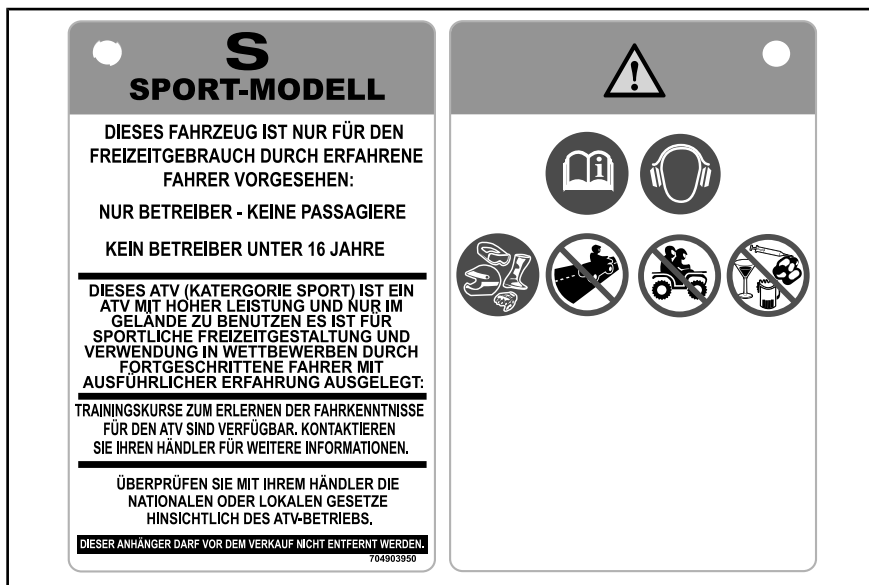 S
SPORT-MODELL
DIESES FAHRZEUG IST NUR FÜR DEN
FREIZEITGEBRAUCH DURCH ERFAHRENE
FAHRER VORGESEHEN:
NUR BETREIBER - KEINE PASSAGIERE
KEIN BETREIBER UNTER 16 JAHRE
DIESES ATV (KATERGORIE SPORT) IST EIN
ATV MIT HOHER LEISTUNG UND NUR IM
GELÄNDE ZU BENUTZEN ES IST FÜR
SPORTLICHE FREIZEITGESTALTUNG UND
VERWENDUNG IN WETTBEWERBEN DURCH
FORTGESCHRITTENE FAHRER MIT
AUSFÜHRLICHER ERFAHRUNG AUSGELEGT:
TRAININGSKURSE ZUM ERLERNEN DER FAHRKENNTNISSE
FÜR DEN ATV SIND VERFÜGBAR. KONTAKTIEREN
SIE IHREN HÄNDLER FÜR WEITERE INFORMATIONEN.
ÜBERPRÜFEN SIE MIT IHREM HÄNDLER DIE
NATIONALEN ODER LOKALEN GESETZE
HINSICHTLICH DES ATV-BETRIEBS.
DIESER ANHÄNGER DARF VOR DEM VERKAUF NICHT ENTFERNT WERDEN.
704903950